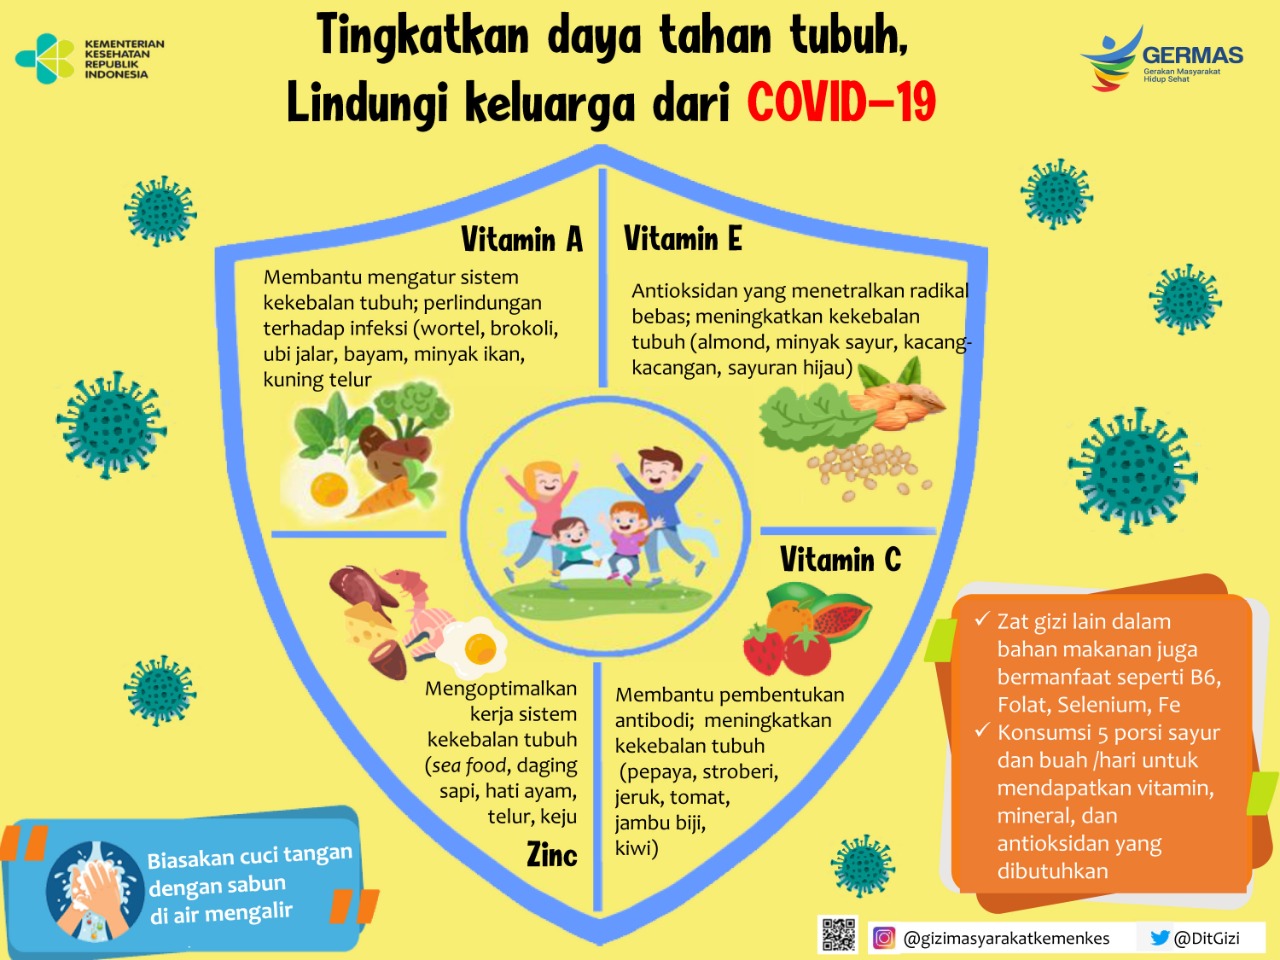 KEMENTERIAN
KESEHATAN
REPUBLIK
INDONESIA
Tingkatkan daya tahan tubuh,
Lindungi keluarga dari COVID-19
GERMAS
Gerakan Masyarakat
Hidup Sehat
Vitamin A
Membantu mengatur sistem
kekebalan tubuh; perlindungan
terhadap infeksi (wortel, brokoli,
ubi jalar, bayam, minyak ikan,
kuning telur
Vitamin E
Antioksidan yang menetralkan radikal
bebas; meningkatkan kekebalan
tubuh (almond, minyak sayur, kacang-
kacangan, sayuran hijau)
Mengoptimalkan
kerja sistem
kekebalan tubuh
(sea food, daging
sapi, hati ayam,
telur, keju
Zinc
Vitamin C
Membantu pembentukan
antibodi; meningkatkan
kekebalan tubuh
(pepaya, stroberi,
jeruk, tomat,
jambu biji,
kiwi)
✓ Zat gizi lain dalam
bahan makanan juga
bermanfaat seperti B6,
Folat, Selenium, Fe
✓ Konsumsi 5 porsi sayur
dan buah /hari untuk
mendapatkan vitamin,
mineral, dan
antioksidan yang
dibutuhkan
Biasakan cuci tangan
dengan sabun
di air mengalir
@gizimasyarakatkemenkes
@DitGizi